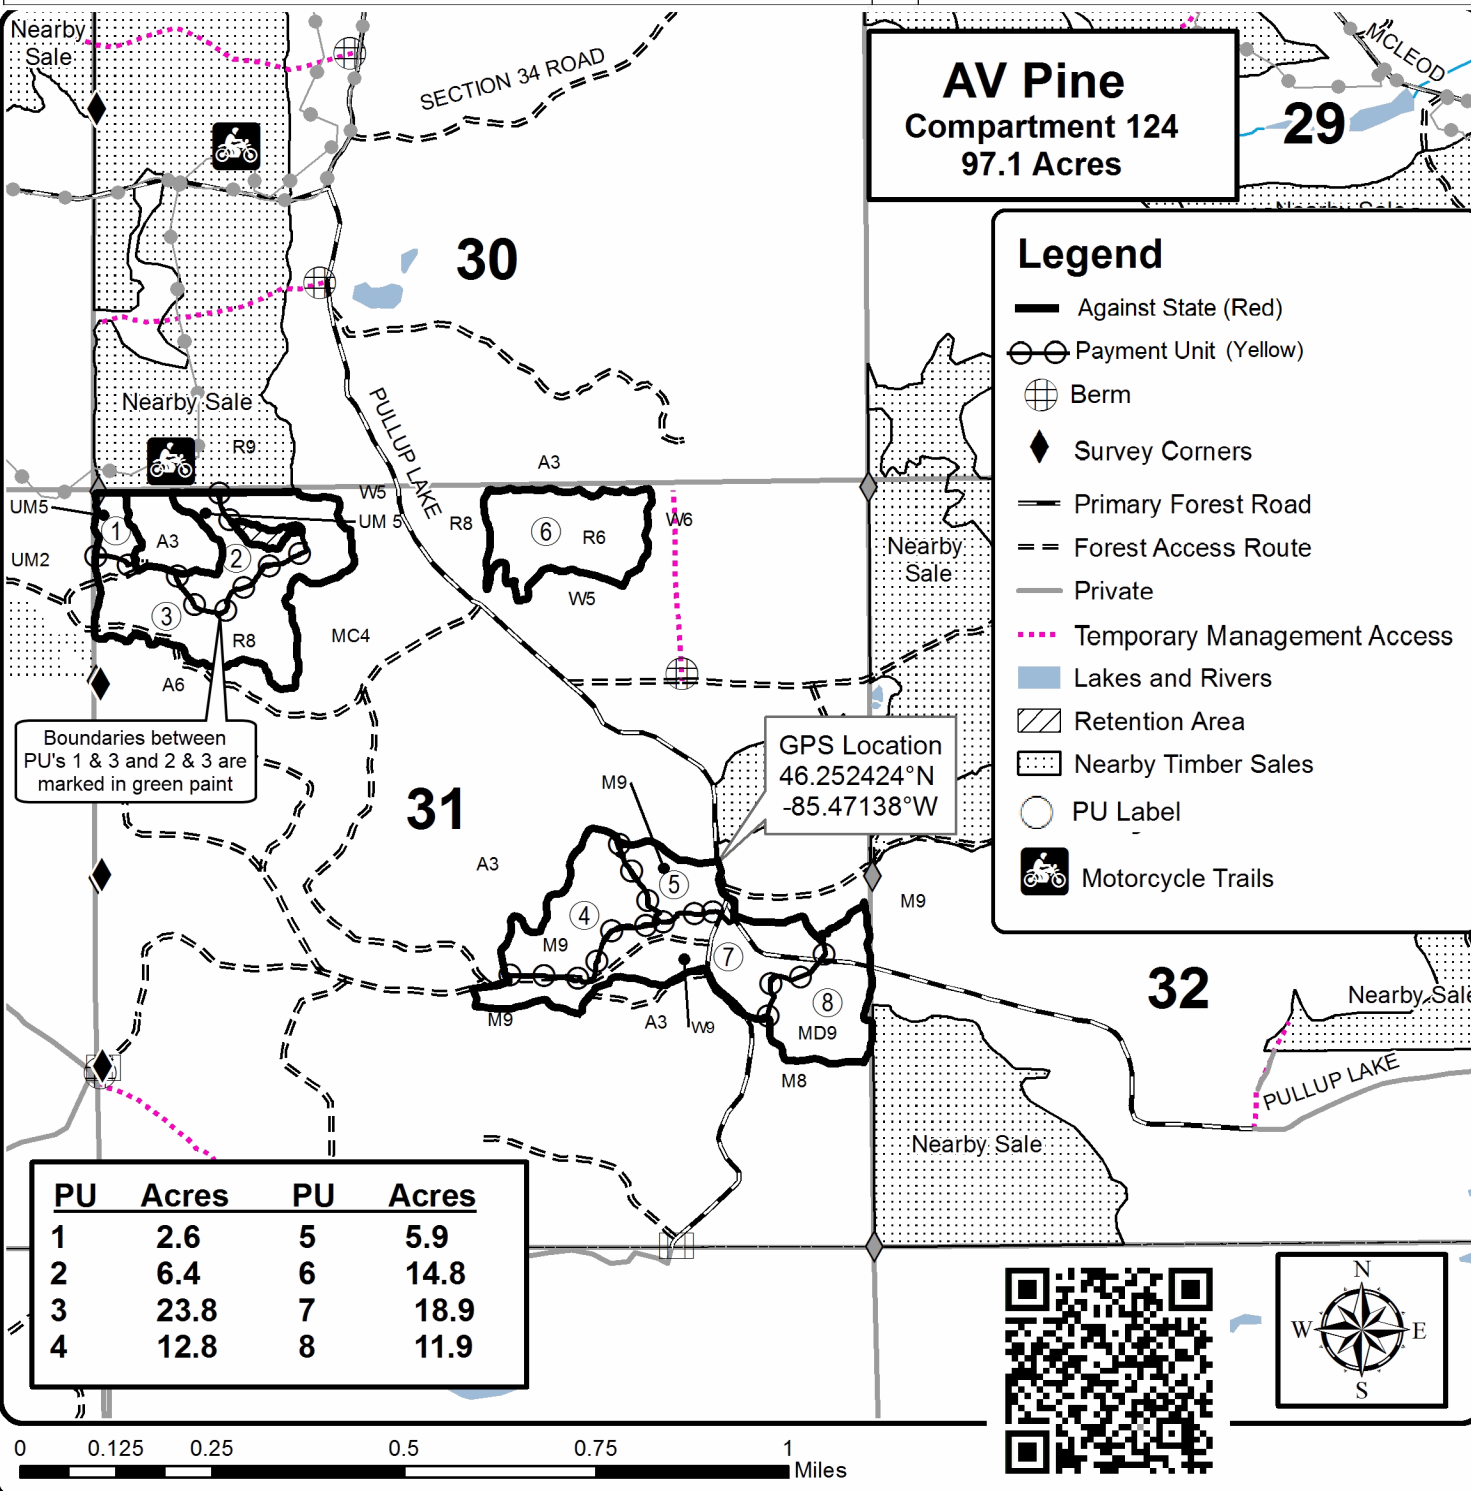 Nearby
Sale
SECTION 34 ROAD
AV Pine
Compartment 124
97.1 Acres
MCLEOD
29
30
Legend
Against State (Red)
Payment Unit (Yellow)
Berm
Survey Corners
Primary Forest Road
Forest Access Route
Private
Temporary Management Access
Lakes and Rivers
Retention Area
Nearby Timber Sales
PU Label
Motorcycle Trails
Nearby Sale
Nearby Sale
R9
PULLUP LAKE
A3
W5
UM5
UM 5
R8
W6
1
A3
2
6
R6
UM2
Nearby
Sale
W5
3
R8
MC4
A6
Boundaries between
PU's 1 & 3 and 2 & 3 are
marked in green paint
GPS Location
46.252424°N
-85.47138°W
31
M9
A3
5
4
M9
M9
7
8
MD9
M9
A3
W9
M8
32
Nearby Sale
PULLUP LAKE
Nearby Sale
PU Acres PU Acres
1 2.6 5 5.9
2 6.4 6 14.8
3 23.8 7 18.9
4 12.8 8 11.9
N
W E
S
0 0.125 0.25 0.5 0.75 1
Miles